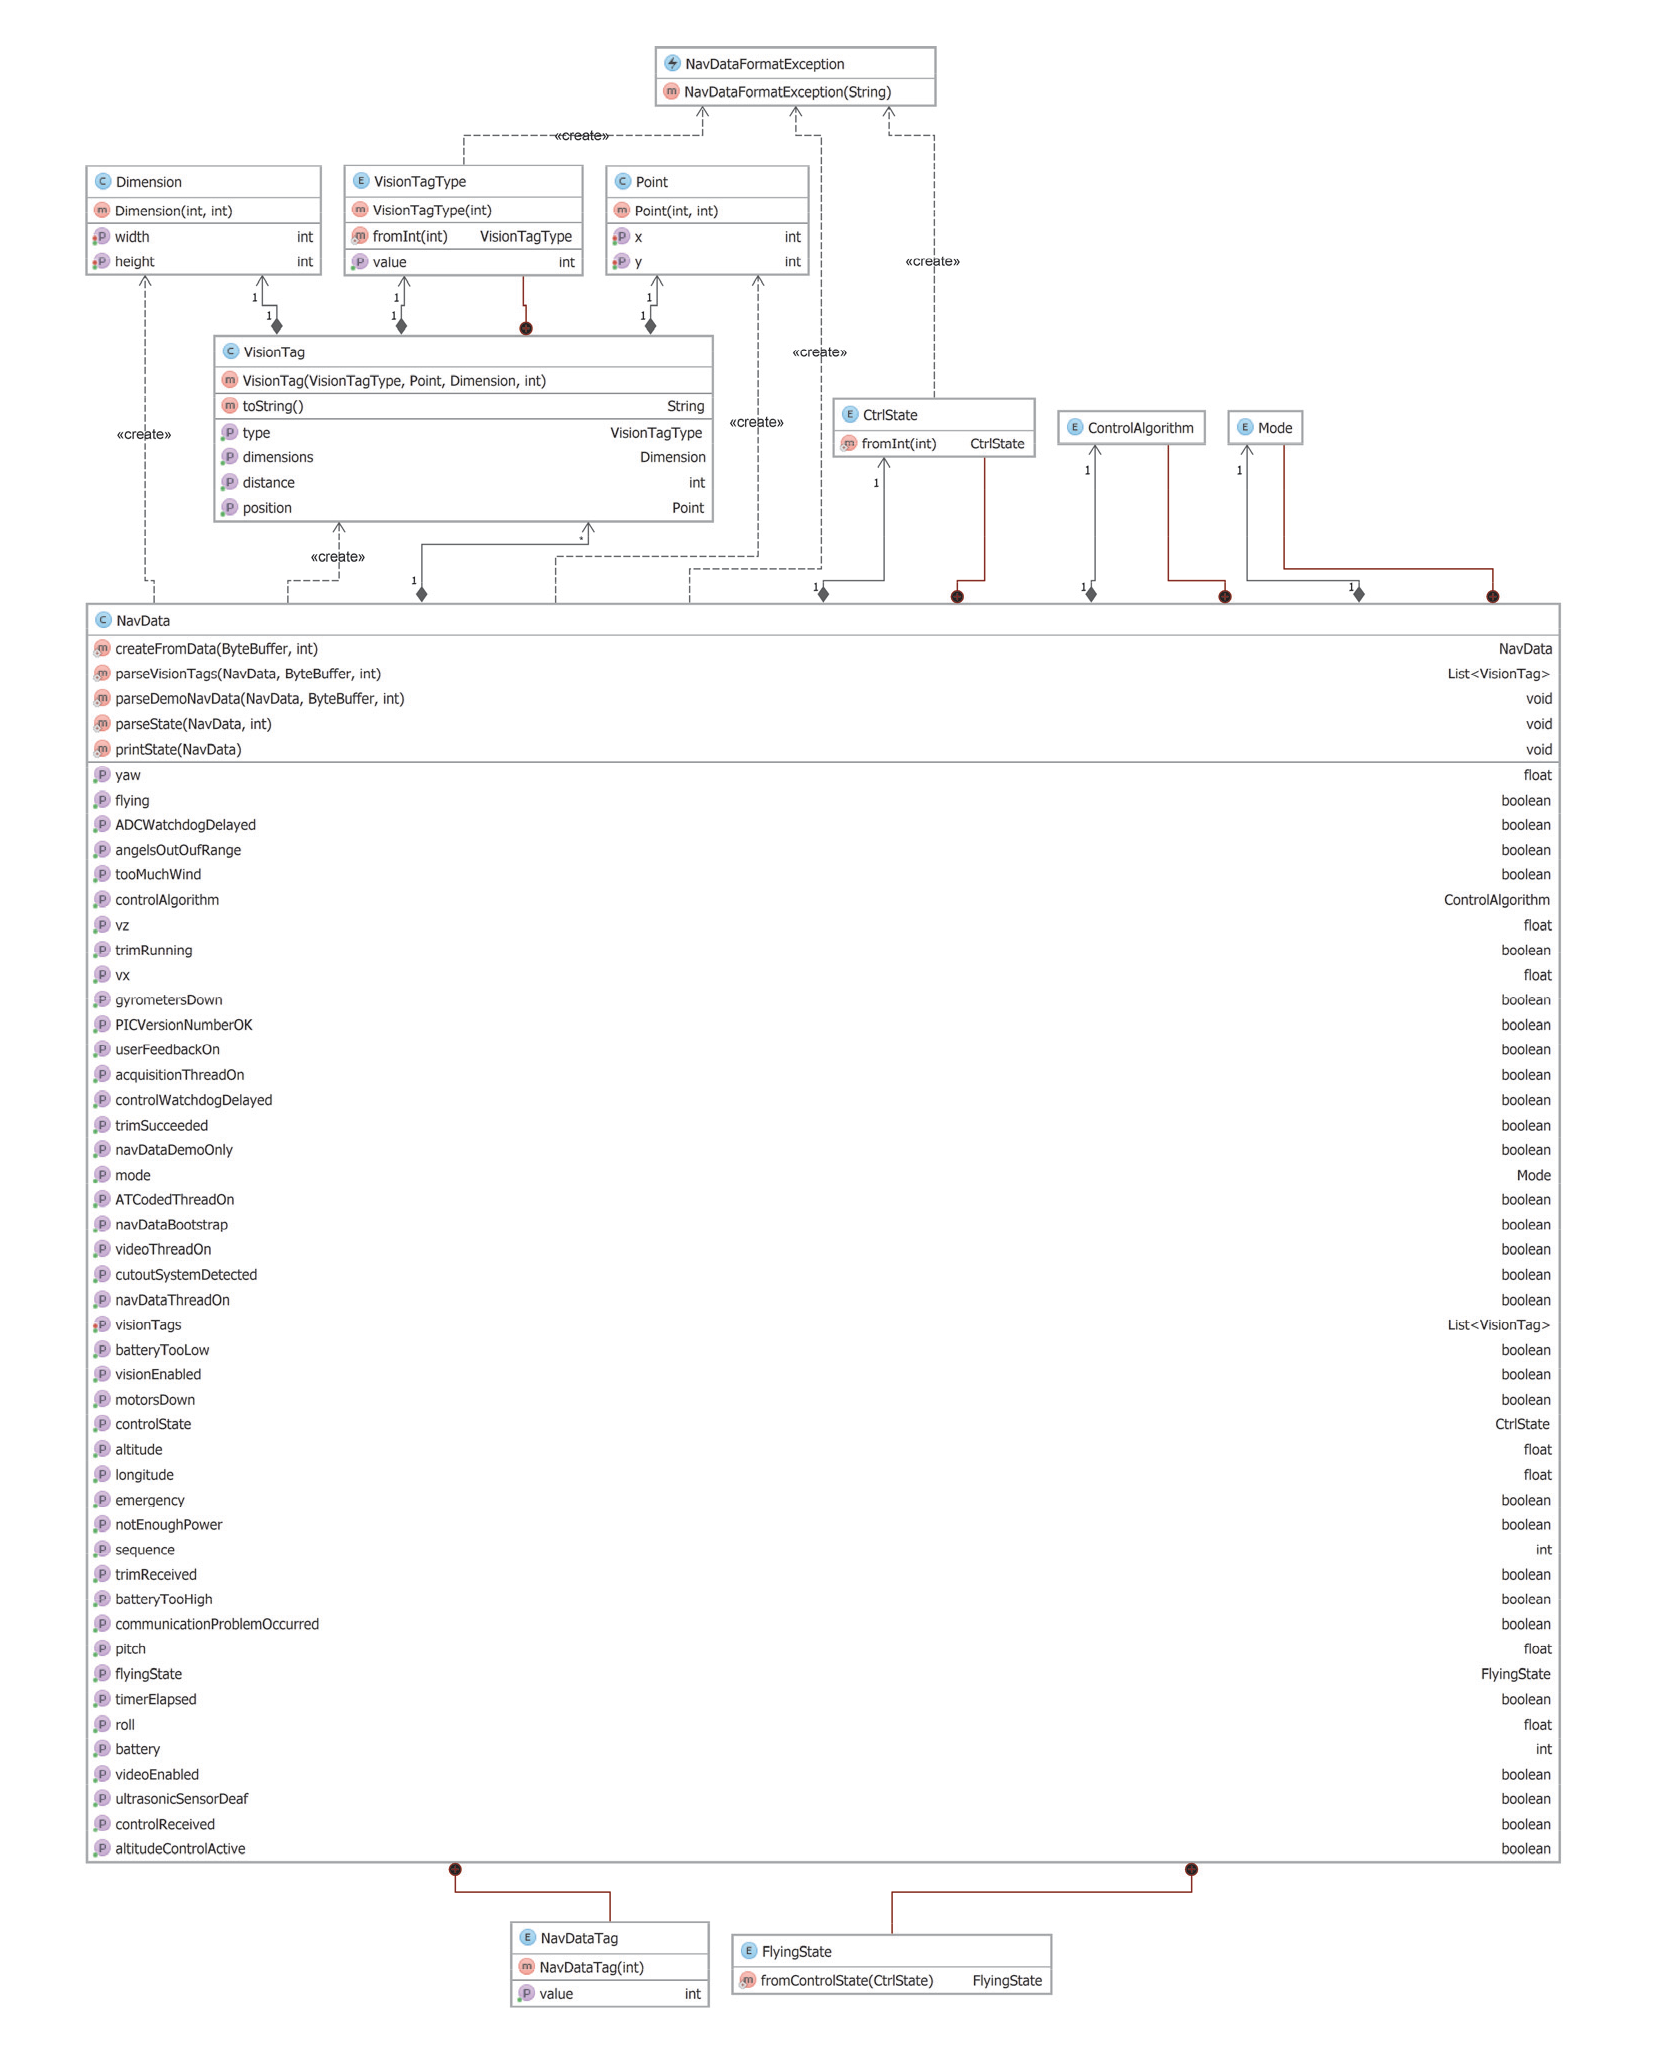 NavDataFormatException
NavDataFormatException(String)
«create»
Dimension
Dimension(int, int)
width int
height int
VisionTagType
VisionTagType(int)
fromInt(int) VisionTagType
value int
Point
Point(int, int)
x int
y int
«create»
1
1
1
1
1
1
VisionTag
VisionTag(VisionTagType, Point, Dimension, int)
toString() String
type VisionTagType
dimensions Dimension
distance int
position Point
«create»
«create»
«create»
CtrlState
fromInt(int) CtrlState
ControlAlgorithm
Mode
1
1
1
«create»
*
1
1
1
1
NavData
createFromData(ByteBuffer, int) NavData
parseVisionTags(NavData, ByteBuffer, int) List<VisionTag>
parseDemoNavData(NavData, ByteBuffer, int) void
parseState(NavData, int) void
printState(NavData) void
yaw float
flying boolean
ADCWatchdogDelayed boolean
angelsOutOufRange boolean
tooMuchWind boolean
controlAlgorithm ControlAlgorithm
vz float
trimRunning boolean
vx float
gyrometersDown boolean
PICVersionNumberOK boolean
userFeedbackOn boolean
acquisitionThreadOn boolean
controlWatchdogDelayed boolean
trimSucceeded boolean
navDataDemoOnly boolean
mode Mode
ATCodedThreadOn boolean
navDataBootstrap boolean
videoThreadOn boolean
cutoutSystemDetected boolean
navDataThreadOn boolean
visionTags List<VisionTag>
batteryTooLow boolean
visionEnabled boolean
motorsDown boolean
controlState CtrlState
altitude float
longitude float
emergency boolean
notEnoughPower boolean
sequence int
trimReceived boolean
batteryTooHigh boolean
communicationProblemOccurred boolean
pitch float
flyingState FlyingState
timerElapsed boolean
roll float
battery int
videoEnabled boolean
ultrasonicSensorDeaf boolean
controlReceived boolean
altitudeControlActive boolean
NavDataTag
NavDataTag(int)
value int
FlyingState
fromControlState(CtrlState) FlyingState